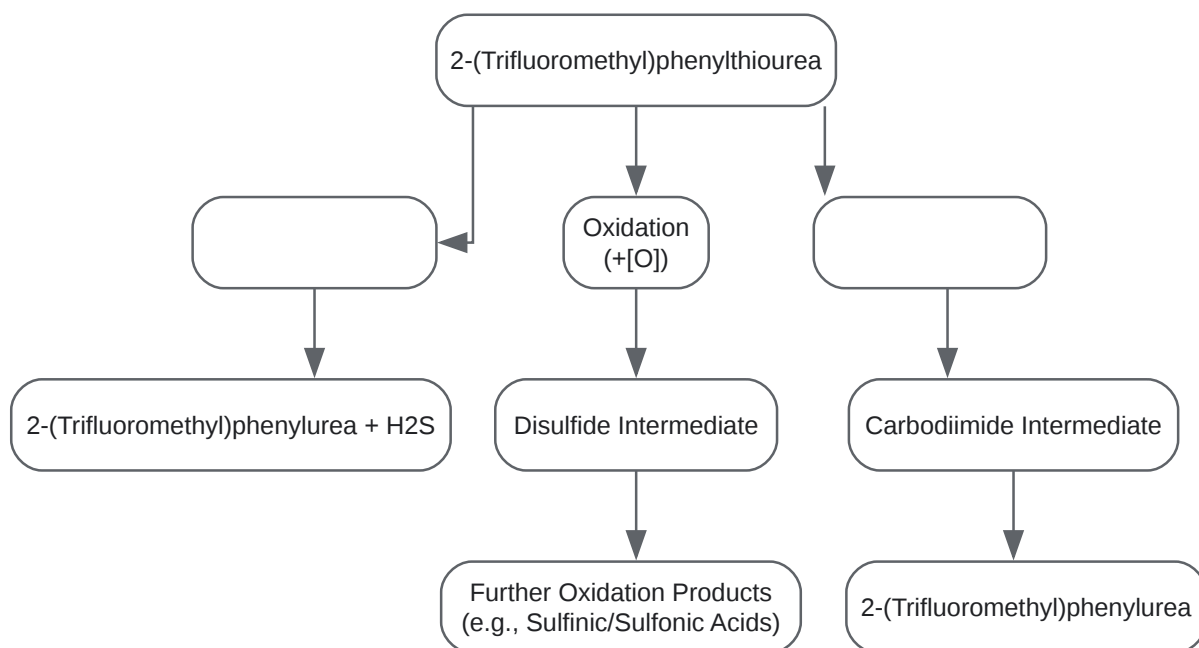 2-(Trifluoromethyl)phenylthiourea
Oxidation
(+[O])
2-(Trifluoromethyl)phenylurea + H2S
Disulfide Intermediate
Carbodiimide Intermediate
Further Oxidation Products
(e.g., Sulfinic/Sulfonic Acids)
2-(Trifluoromethyl)phenylurea